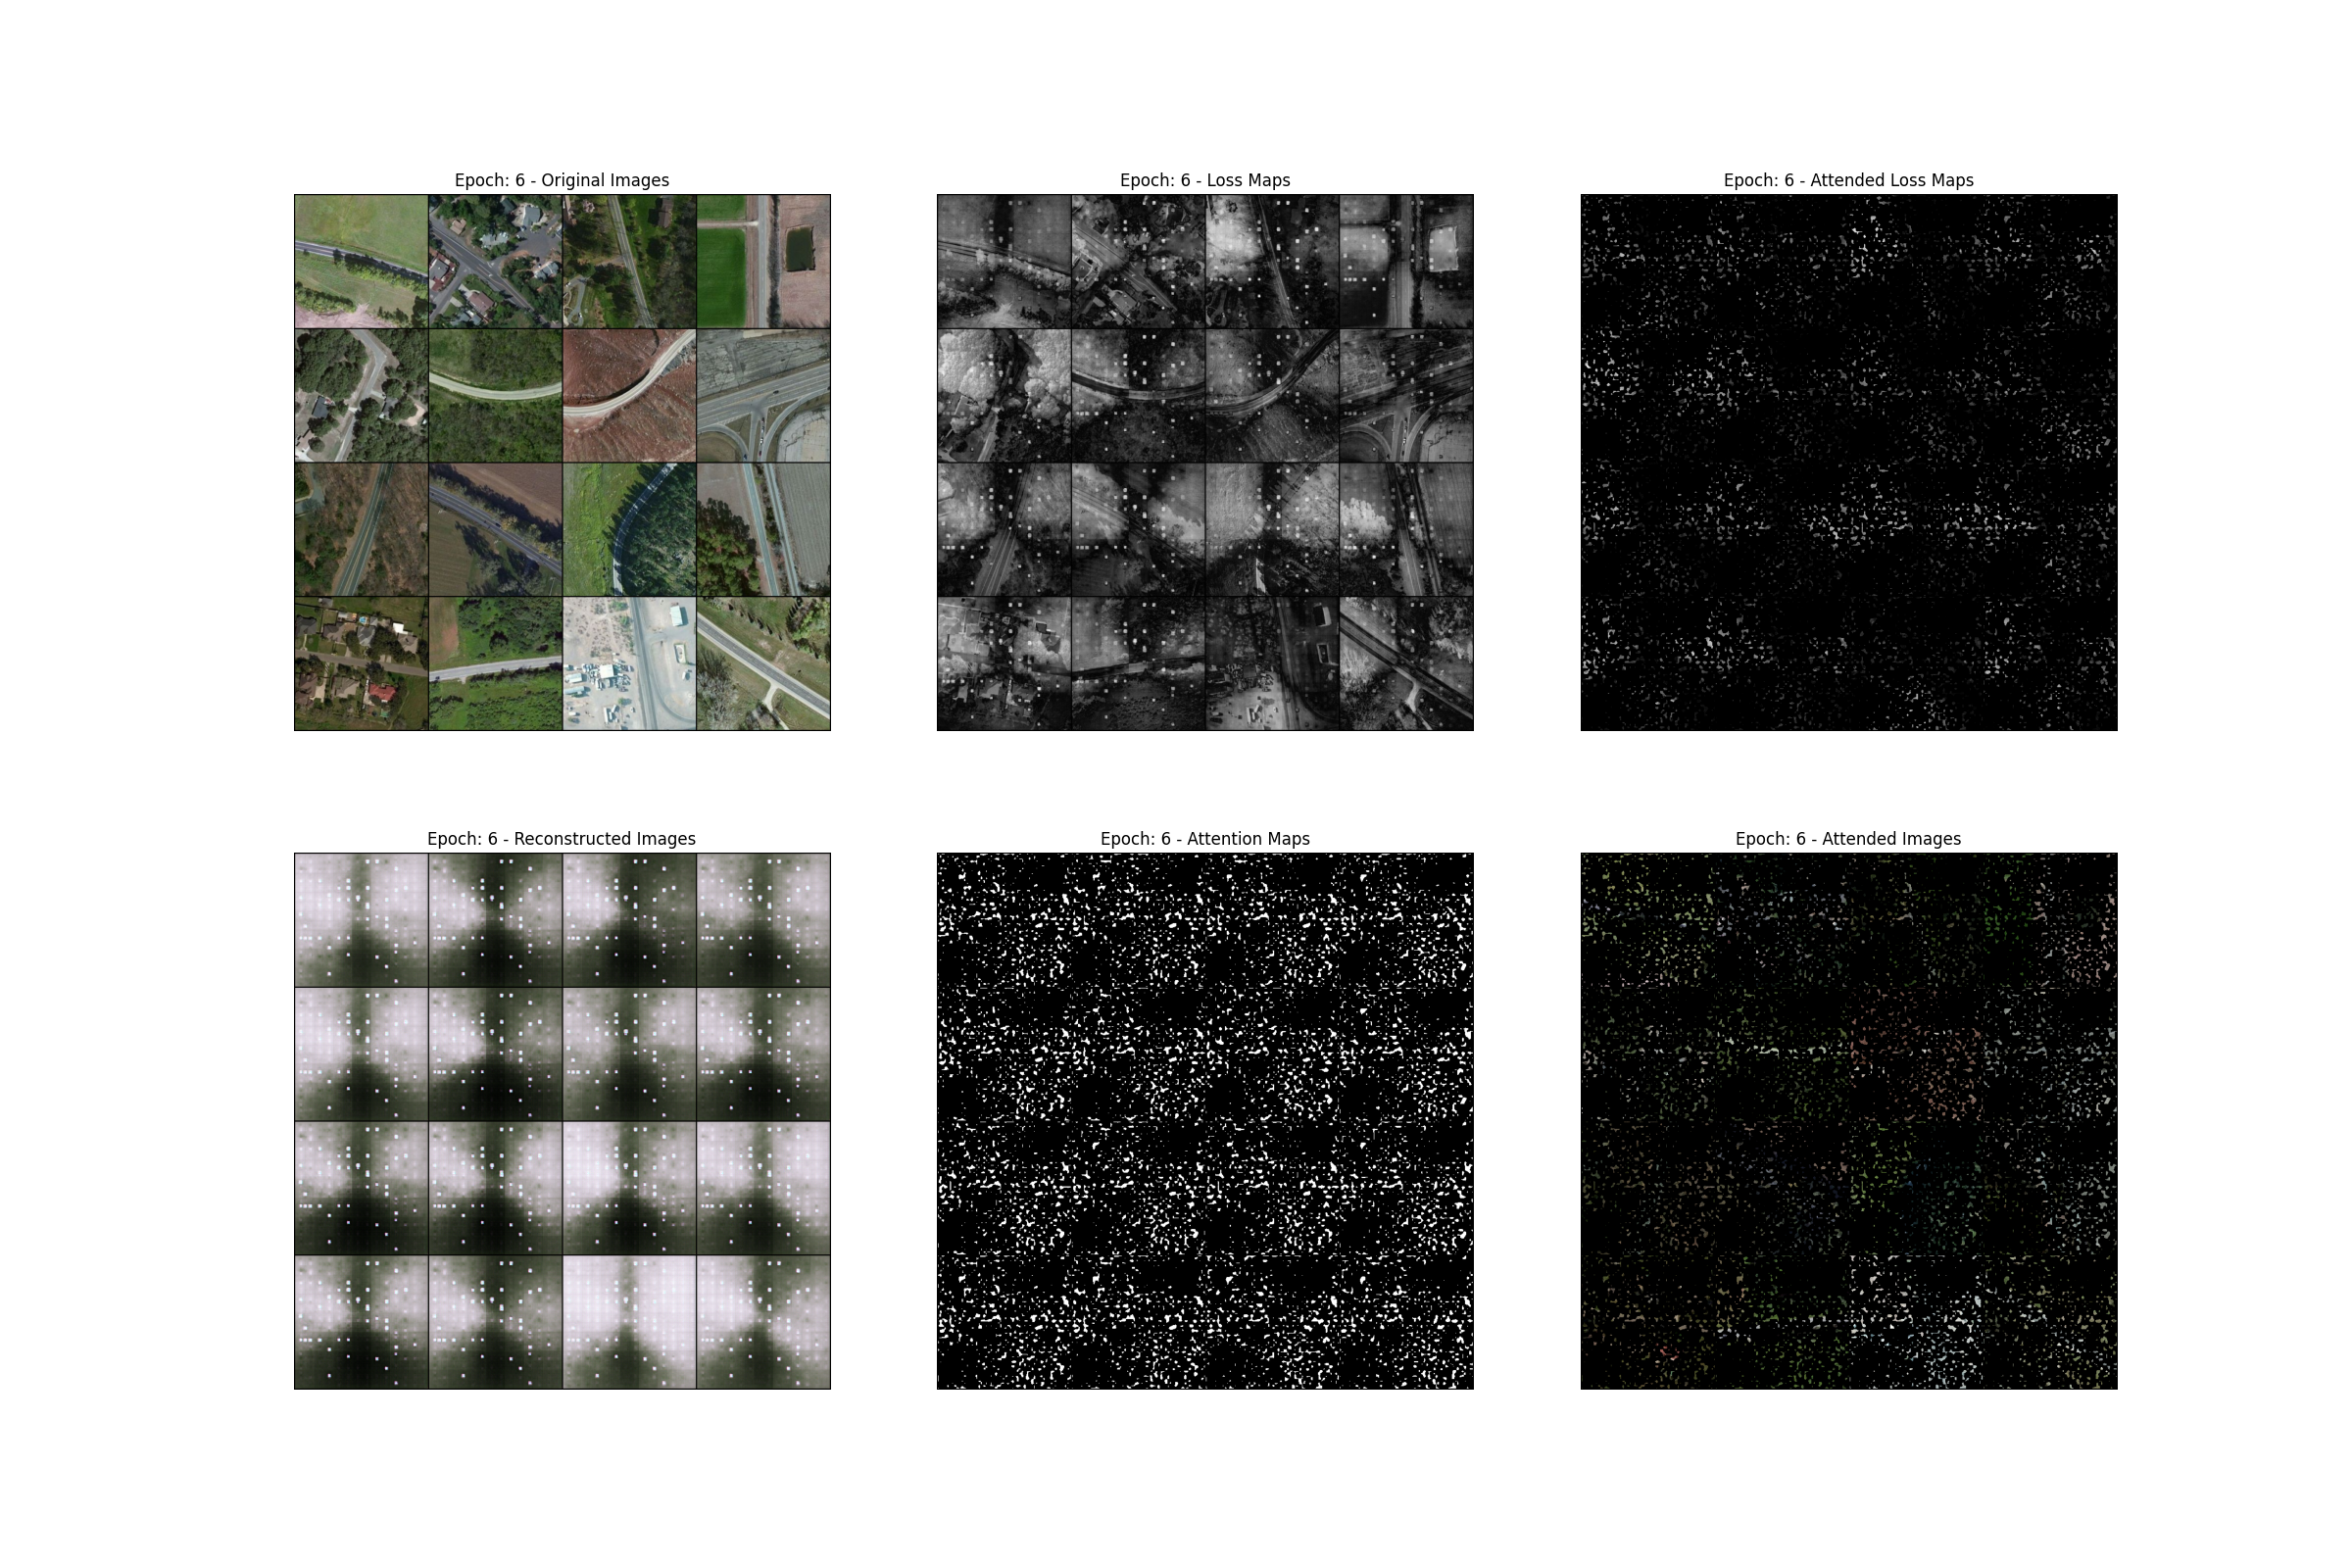 Epoch: 6 - Original Images
Epoch: 6 - Loss Maps
Epoch: 6 - Attended Loss Maps
Epoch: 6 - Reconstructed Images
Epoch: 6 - Attention Maps
Epoch: 6 - Attended Images